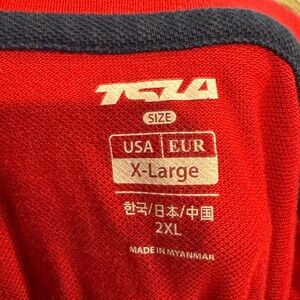 TSLA
SIZE
USA EUR
X-Large
한국/日本/中国
2XL
MADE IN MYANMAR